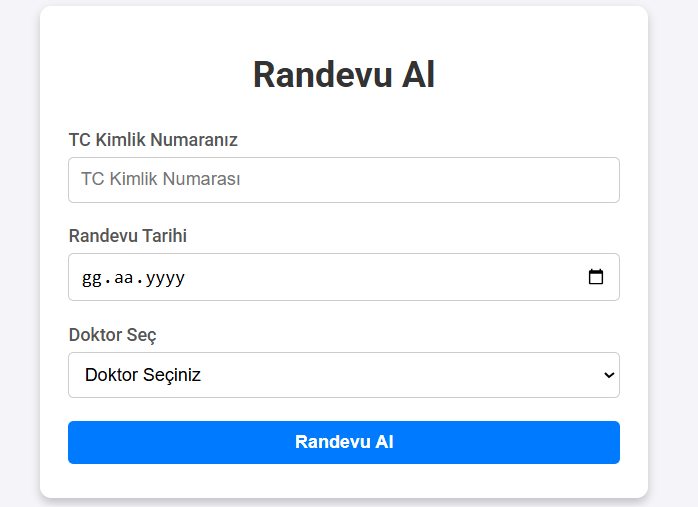 Randevu Al
TC Kimlik Numaranız
TC Kimlik Numarası
Randevu Tarihi
gg.aa.yyyy
Doktor Seç
Doktor Seçiniz
Randevu Al